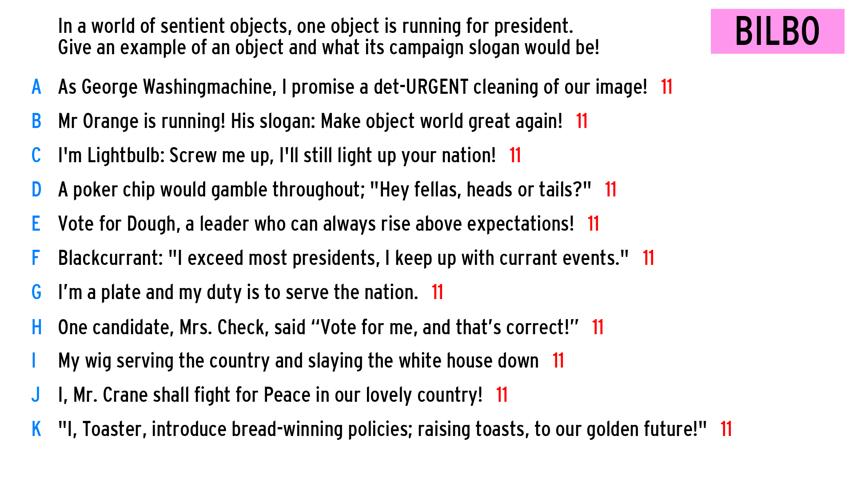 In a world of sentient objects, one object is running for president.
Give an example of an object and what its campaign slogan would be!
BILBO
A As George Washingmachine, I promise a det-URGENT cleaning of our image! 11
B Mr Orange is running! His slogan: Make object world great again! 11
C I'm Lightbulb: Screw me up, I'll still light up your nation! 11
D A poker chip would gamble throughout; "Hey fellas, heads or tails?" 11
E Vote for Dough, a leader who can always rise above expectations! 11
F Blackcurrant: "I exceed most presidents, I keep up with currant events." 11
G I’m a plate and my duty is to serve the nation. 11
H One candidate, Mrs. Check, said “Vote for me, and that’s correct!” 11
I My wig serving the country and slaying the white house down 11
J I, Mr. Crane shall fight for Peace in our lovely country! 11
K "I, Toaster, introduce bread-winning policies; raising toasts, to our golden future!" 11